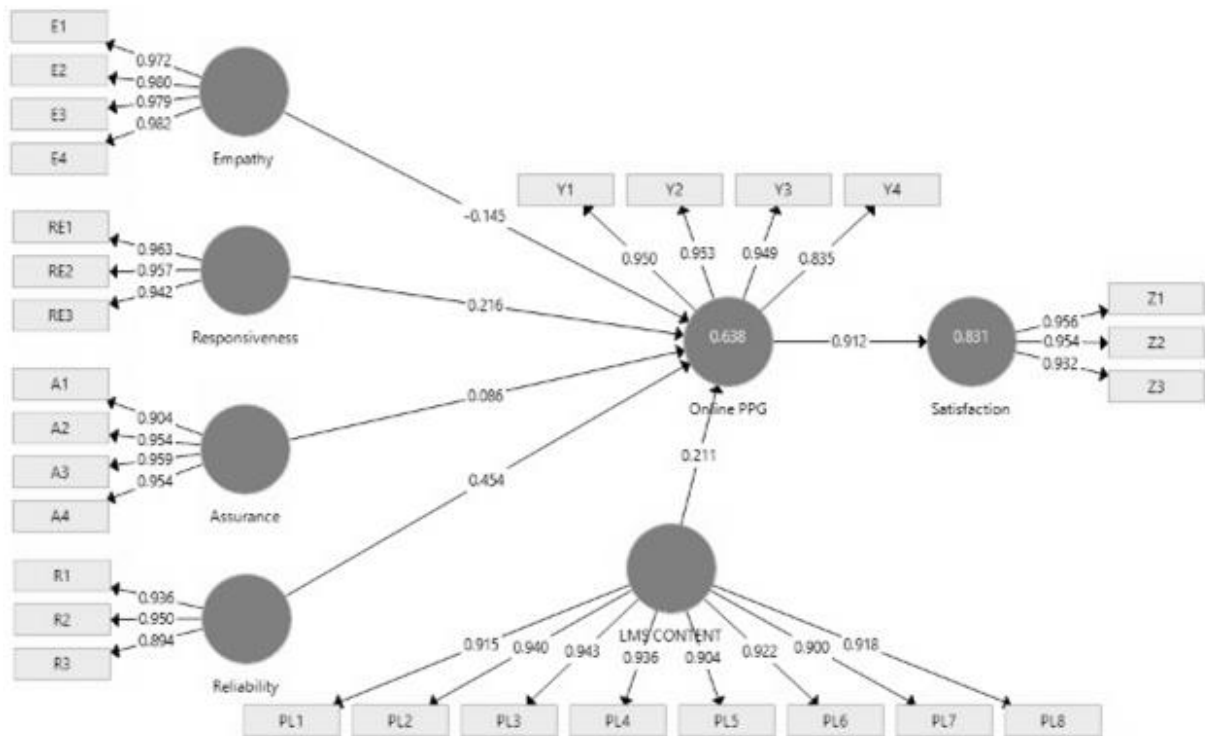 E1
E2
E3
E4
0.972
0.980
0.979
0.982
Empathy
-0.145
RE1
RE2
RE3
0.963
0.957
0.942
Responsiveness
0.216
A1
A2
A3
A4
0.904
0.954
0.959
0.954
Assurance
0.086
R1
R2
R3
0.936
0.950
0.894
Reliability
0.454
Y1
Y2
Y3
Y4
0.950
0.953
0.949
0.835
0.638
Online PPG
0.912
0.831
Satisfaction
0.956
0.954
0.932
Z1
Z2
Z3
0.211
LMS CONTENT
0.915
0.940
0.943
0.936
0.904
0.922
0.900
0.918
PL1
PL2
PL3
PL4
PL5
PL6
PL7
PL8